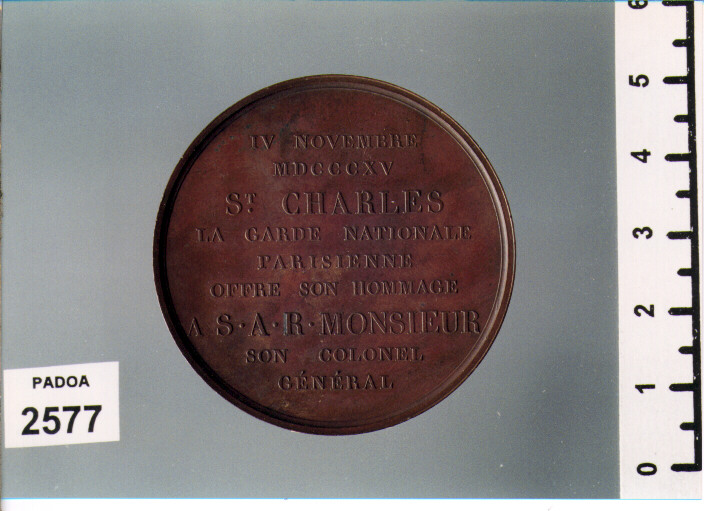 IV NOVEMBRE
MDCCCXV
ST CHARLES
LA GARDE NATIONALE
PARISIENNE
OFFRE SON HOMMAGE
A S·A·R·MONSIEUR
SON COLONEL
GÉNÉRAL
PADOA
2577
6
5
4
3
2
1
0